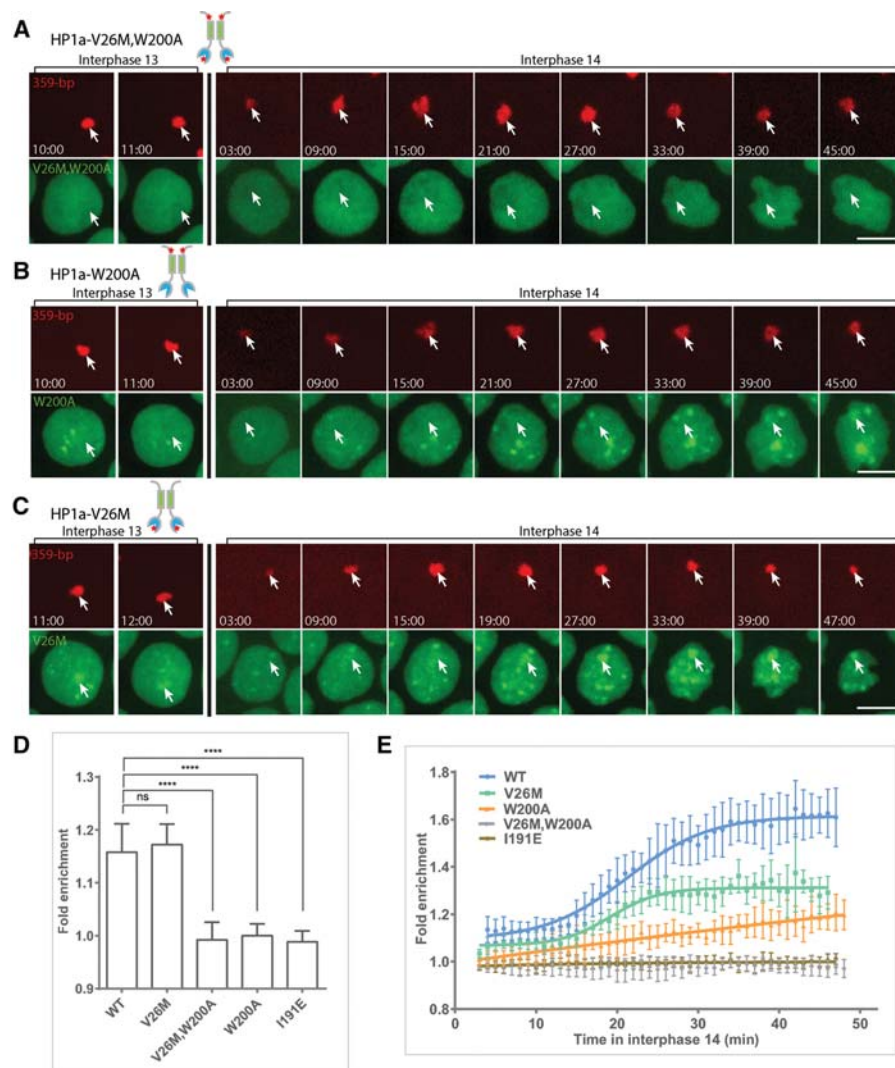 A
HP1a-V26M,W200A
Interphase 13
Interphase 14
359-bp
10:00
11:00
03:00
09:00
15:00
21:00
27:00
33:00
39:00
45:00
V26M,W200A
B
HP1a-W200A
Interphase 13
Interphase 14
359-bp
10:00
11:00
03:00
09:00
15:00
21:00
27:00
33:00
39:00
45:00
W200A
C
HP1a-V26M
Interphase 13
Interphase 14
359-bp
11:00
12:00
03:00
09:00
15:00
19:00
27:00
33:00
39:00
47:00
V26M
D
****
****
****
ns
1.3
1.2
1.1
1.0
0.9
Fold enrichment
WT
V26M
V26M,W200A
W200A
I191E
E
WT
V26M
W200A
V26M,W200A
I191E
1.8
1.6
1.4
1.2
1.0
0.8
Fold enrichment
0
10
20
30
40
50
Time in interphase 14 (min)